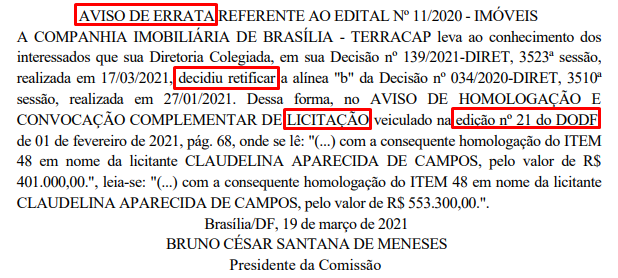 AVISO DE ERRATA REFERENTE AO EDITAL Nº 11/2020 - IMÓVEIS
A COMPANHIA IMOBILIÁRIA DE BRASÍLIA - TERRACAP leva ao conhecimento dos
interessados que sua Diretoria Colegiada, em sua Decisão nº 139/2021-DIRET, 3523ª sessão,
realizada em 17/03/2021, decidiu retificar a alínea "b" da Decisão nº 034/2020-DIRET, 3510ª
sessão, realizada em 27/01/2021. Dessa forma, no AVISO DE HOMOLOGAÇÃO E
CONVOCAÇÃO COMPLEMENTAR DE LICITAÇÃO veiculado na edição nº 21 do DODF
de 01 de fevereiro de 2021, pág. 68, onde se lê: "(...) com a consequente homologação do ITEM
48 em nome da licitante CLAUDELINA APARECIDA DE CAMPOS, pelo valor de R$
401.000,00.", leia-se: "(...) com a consequente homologação do ITEM 48 em nome da licitante
CLAUDELINA APARECIDA DE CAMPOS, pelo valor de R$ 553.300,00.".
Brasília/DF, 19 de março de 2021
BRUNO CÉSAR SANTANA DE MENESES
Presidente da Comissão